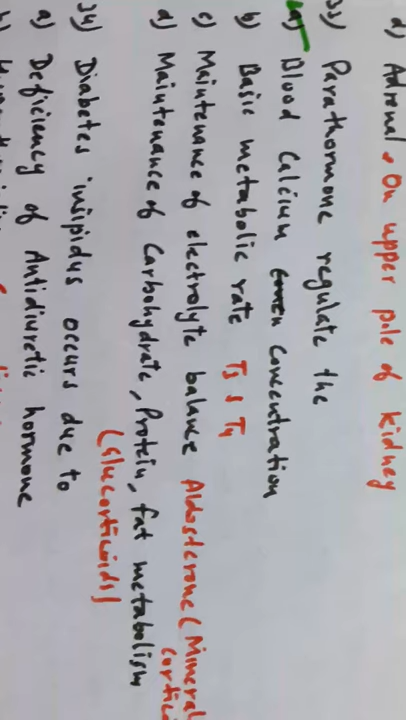 d) Adrenal • On upper pole of kidney
33) Parathormone regulate the
a) Blood Calcium Concentration
b) Basic metabolic rate T3 & T4
c) Maintenance of electrolyte balance Aldosterone (Mineral
cortic
d) Maintenance of Carbohydrate, Protein, fat metabolism
(Glucorticoids)
34) Diabetes insipidus occurs due to
a) Deficiency of Antidiuretic hormone